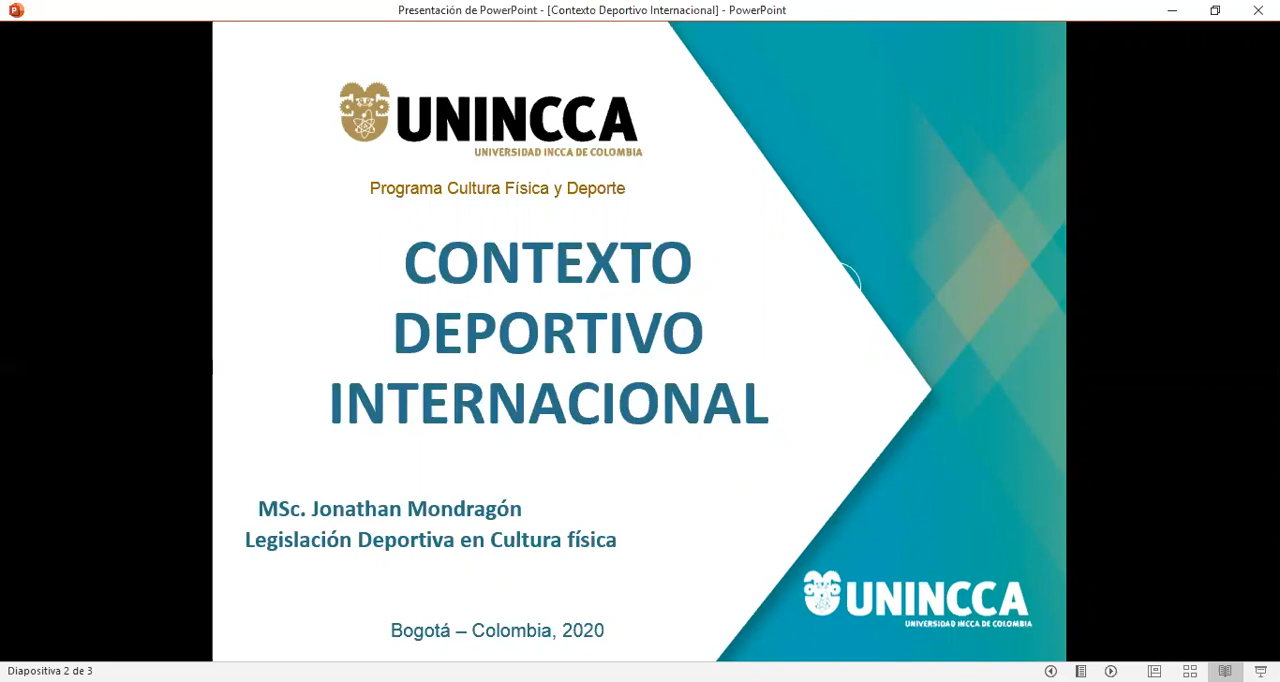 Presentación de PowerPoint - [Contexto Deportivo Internacional] - PowerPoint
UNINCCA
UNIVERSIDAD INCCA DE COLOMBIA
Programa Cultura Física y Deporte
CONTEXTO
DEPORTIVO
INTERNACIONAL
MSc. Jonathan Mondragón
Legislación Deportiva en Cultura física
UNINCCA
UNIVERSIDAD INCCA DE COLOMBIA
Bogotá – Colombia, 2020
Diapositiva 2 de 3